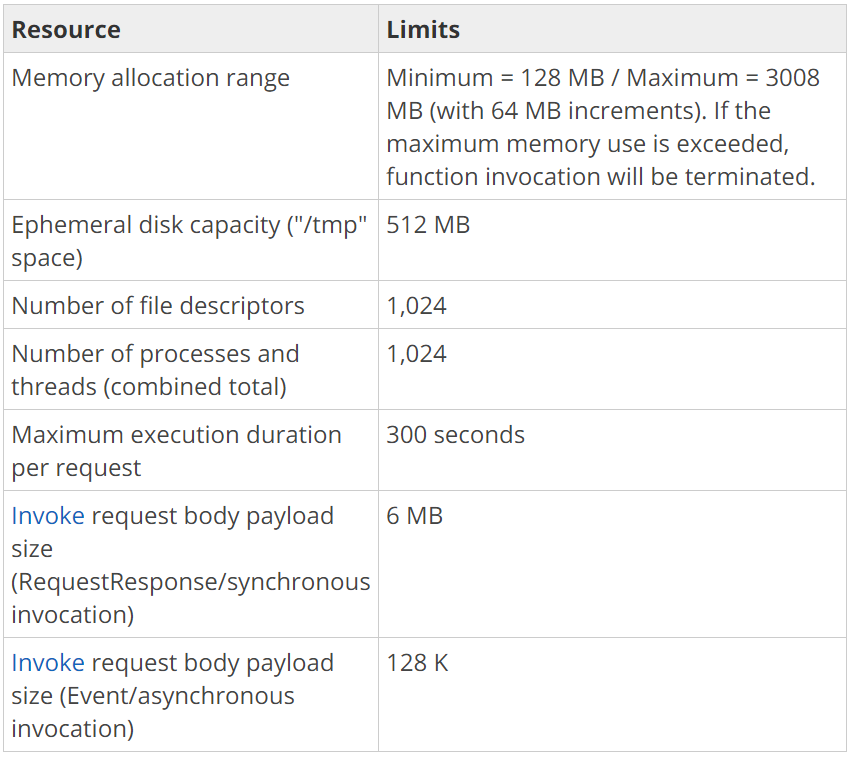 Resource Limits
Memory allocation range
Minimum = 128 MB / Maximum = 3008
MB (with 64 MB increments). If the
maximum memory use is exceeded,
function invocation will be terminated.
Ephemeral disk capacity ("/tmp"
space)
512 MB
Number of file descriptors
1,024
Number of processes and
threads (combined total)
1,024
Maximum execution duration
per request
300 seconds
Invoke request body payload
size
(RequestResponse/synchronous
invocation)
6 MB
Invoke request body payload
size (Event/asynchronous
invocation)
128 K